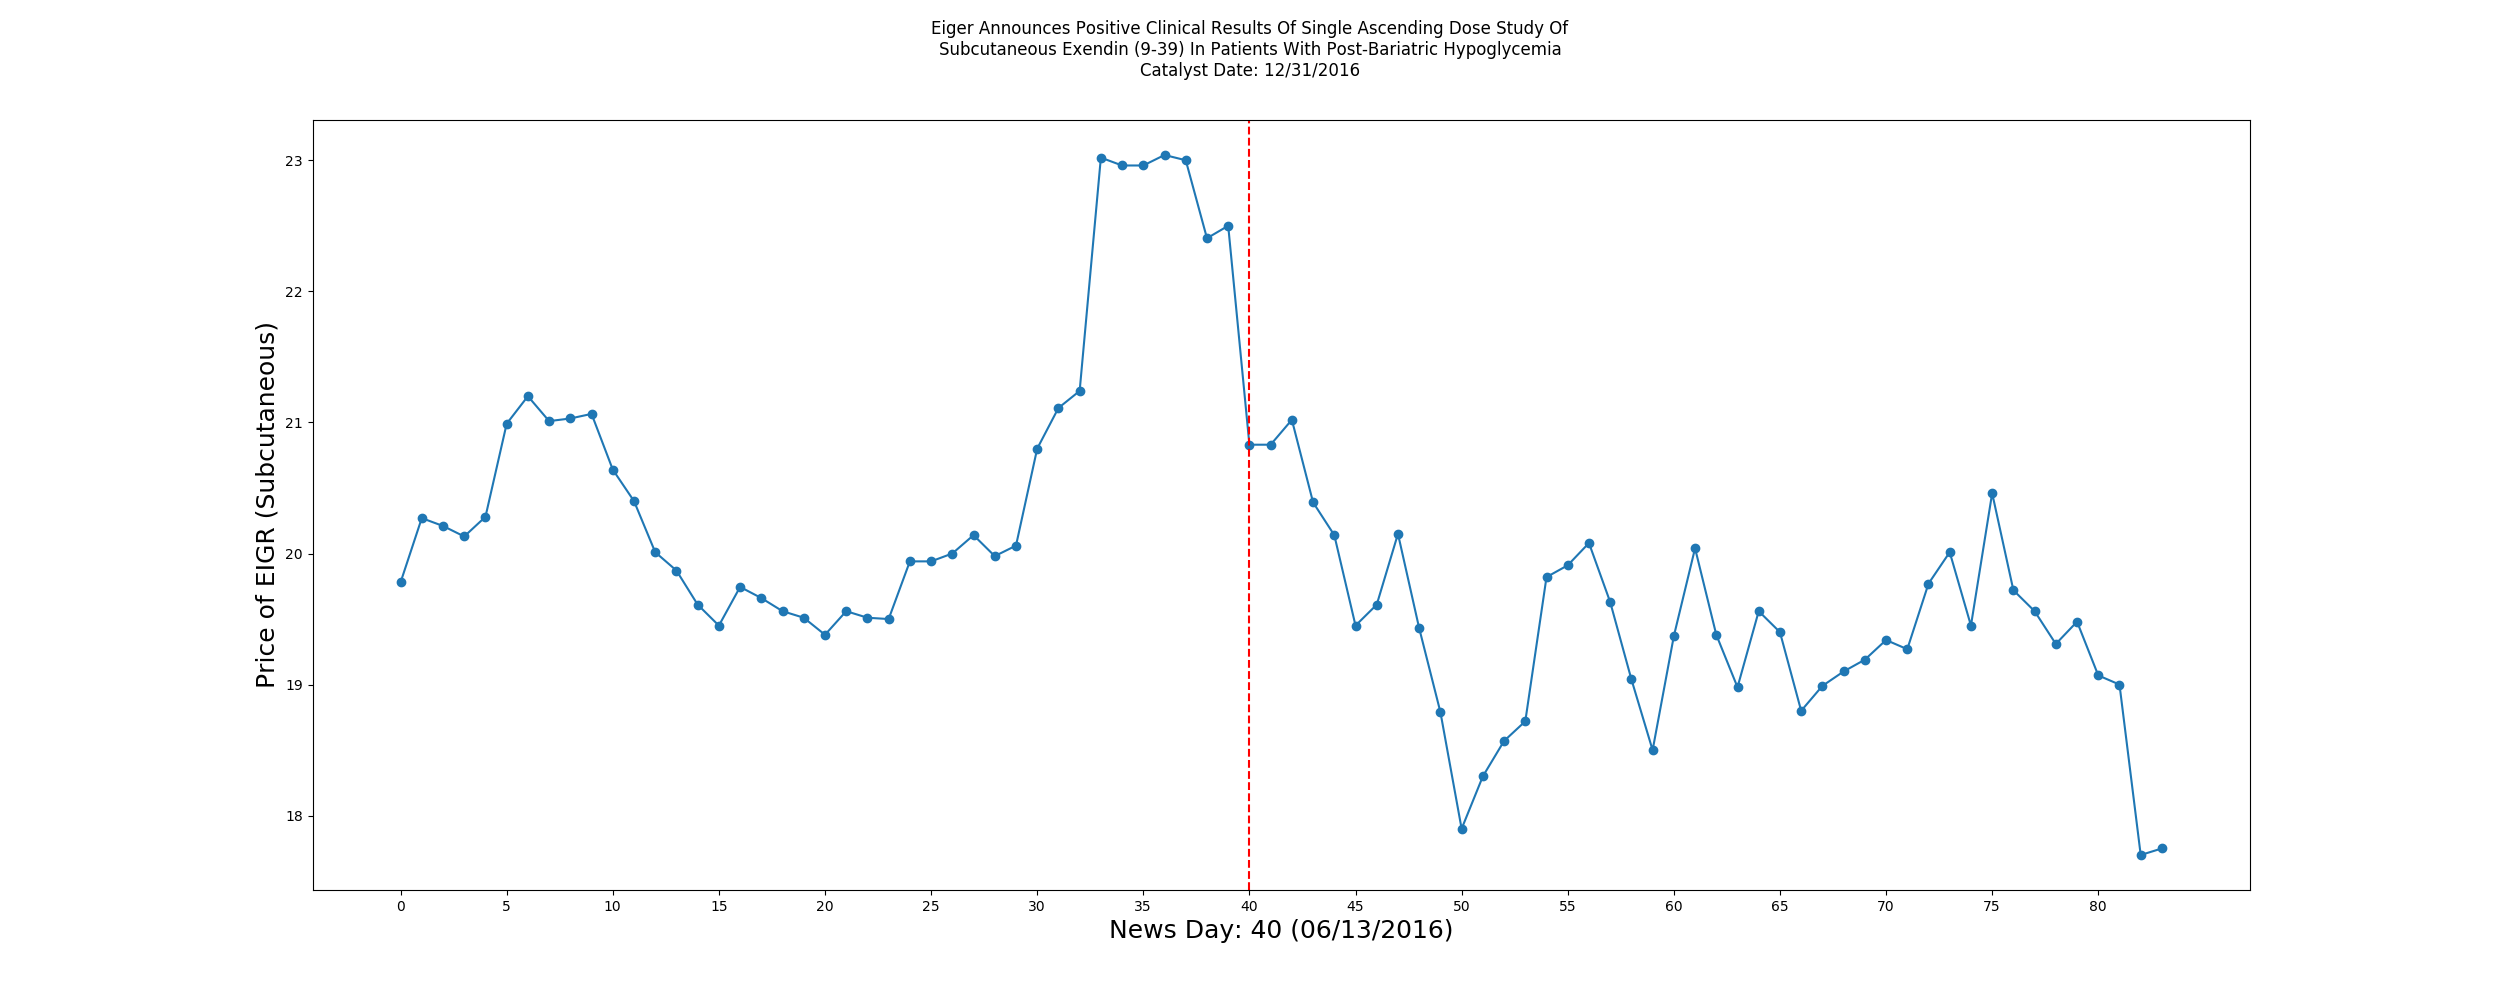 Eiger Announces Positive Clinical Results Of Single Ascending Dose Study Of
Subcutaneous Exendin (9-39) In Patients With Post-Bariatric Hypoglycemia
Catalyst Date: 12/31/2016
Price of EIGR (Subcutaneous)
23
22
21
20
19
18
0 5 10 15 20 25 30 35 40 45 50 55 60 65 70 75 80
News Day: 40 (06/13/2016)